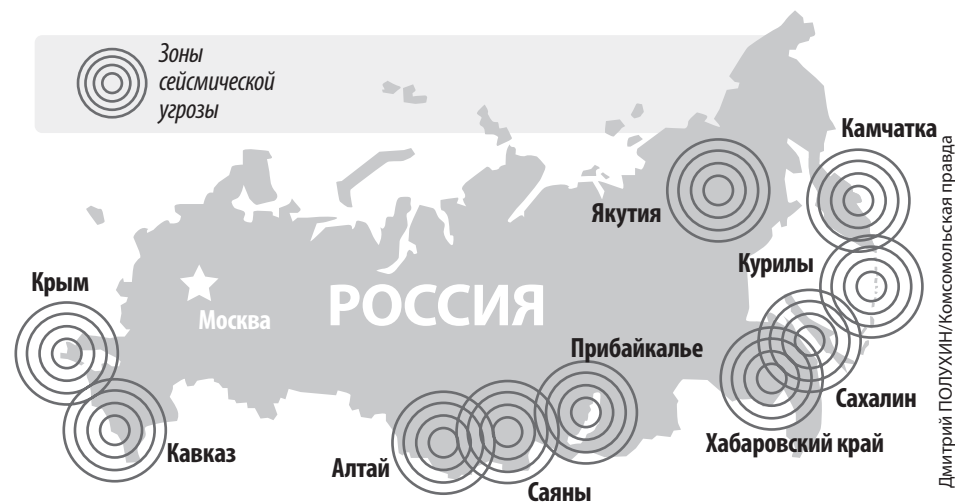 Зоны
сейсмической
угрозы
Камчатка
Якутия
Курилы
Крым
Москва
РОССИЯ
Прибайкалье
Сахалин
Хабаровский край
Кавказ
Алтай
Саяны
Дмитрий ПОЛУХИН/Комсомольская правда